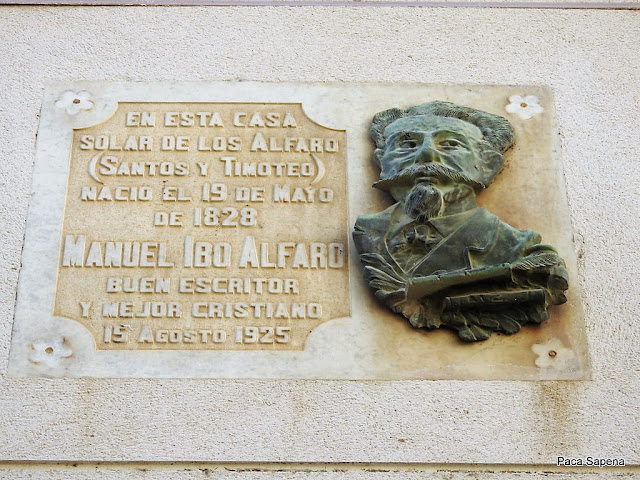 EN ESTA CASA
SOLAR DE LOS ALFARO
(SANTOS Y TIMOTEO)
NACIO EL 19 DE MAYO
DE 1828
MANUEL IBO ALFARO
BUEN ESCRITOR
Y MEJOR CRISTIANO
15 AGOSTO 1925
Paca Sapena